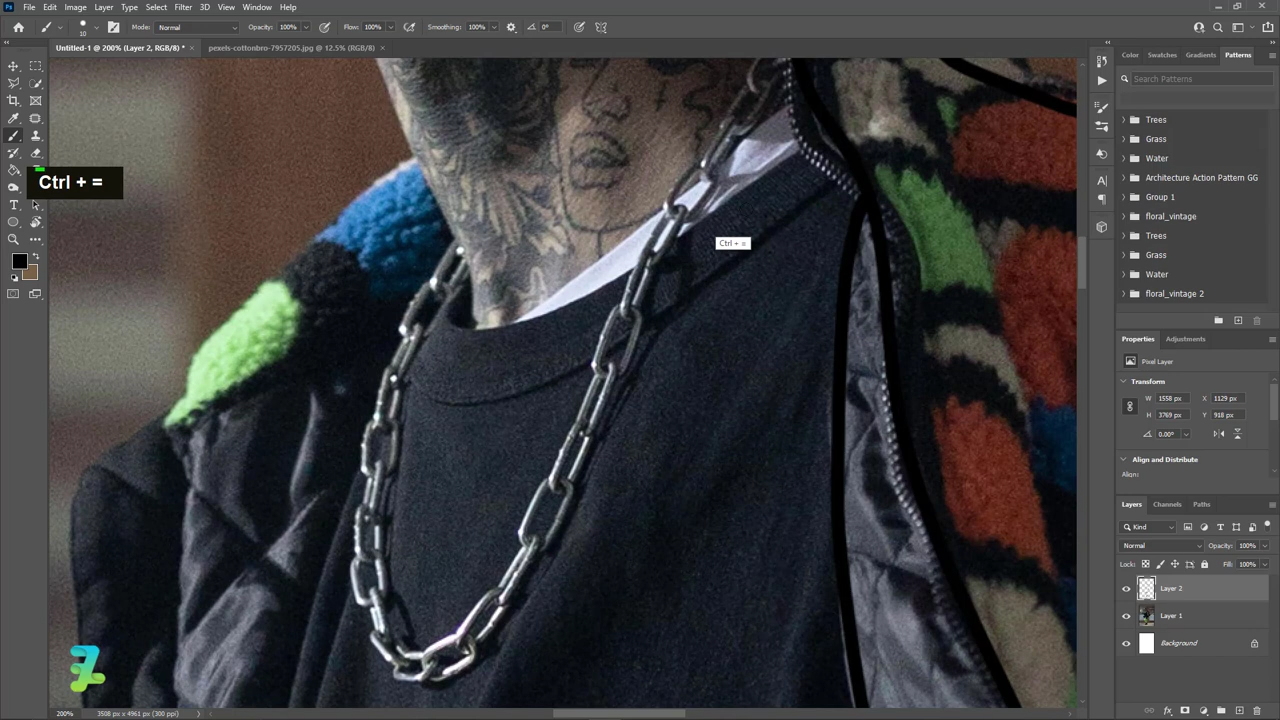 Ps File Edit Image Layer Type Select Filter 3D View Window Help
10 Mode: Normal Opacity: 100% Flow: 100% Smoothing: 100% 0°
Untitled-1 @ 200% (Layer 2, RGB/8) * × pexels-cottonbro-7957205.jpg @ 12.5% (RGB/8) ×
Color Swatches Gradients Patterns
Search Patterns
Trees
Grass
Water
Architecture Action Pattern GG
Group 1
floral_vintage
Trees
Grass
Water
floral_vintage 2
Ctrl + =
Ctrl + =
Properties Adjustments
Pixel Layer
Transform
W 1558 px X 1129 px
H 3769 px Y 918 px
0.00°
Align and Distribute
Align:
Layers Channels Paths
Kind
Normal Opacity: 100%
Lock: Fill: 100%
Layer 2
Layer 1
Background
200% 3508 px x 4961 px (300 ppi)